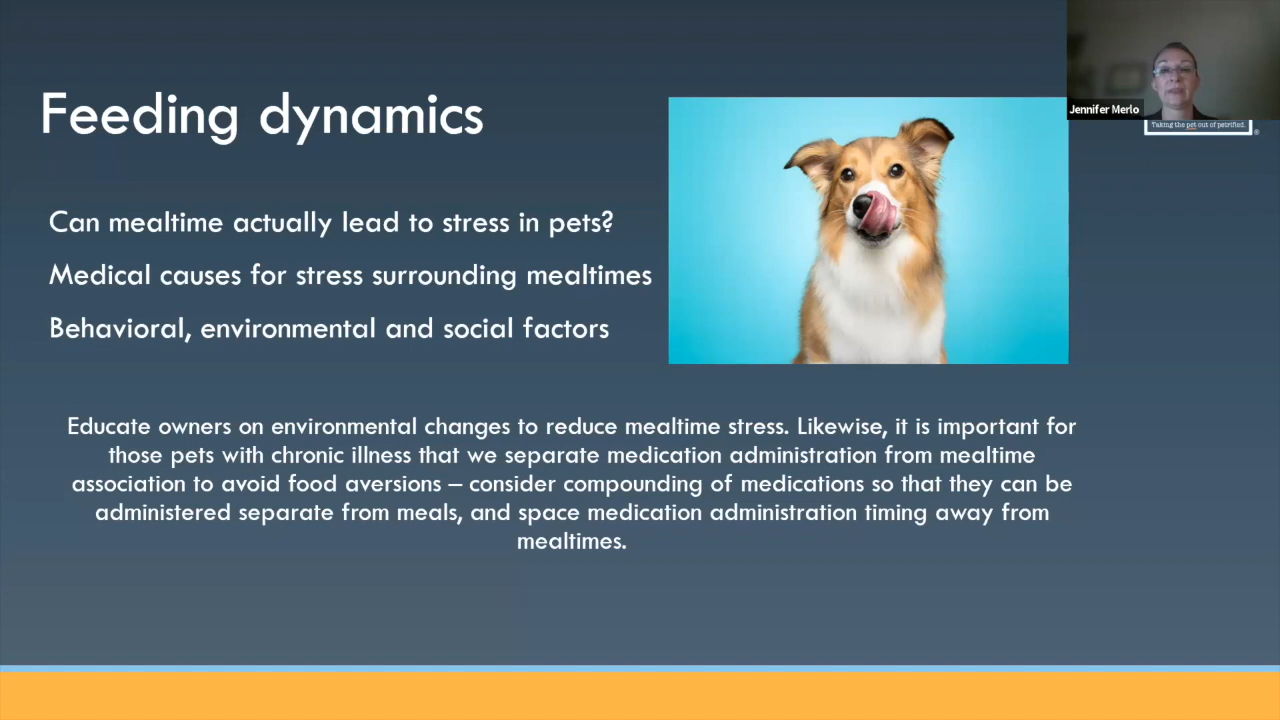 Feeding dynamics
Jennifer Merlo
Taking the pet out of petrified.
®
Can mealtime actually lead to stress in pets?
Medical causes for stress surrounding mealtimes
Behavioral, environmental and social factors
Educate owners on environmental changes to reduce mealtime stress. Likewise, it is important for
those pets with chronic illness that we separate medication administration from mealtime
association to avoid food aversions – consider compounding of medications so that they can be
administered separate from meals, and space medication administration timing away from
mealtimes.